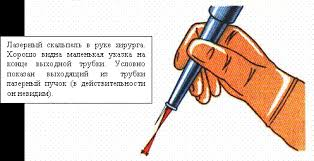 Лазерный скальпель в руке хирурга.
Хорошо видна маленькая указка на
конце выходной трубки. Условно
показан выходящий из трубки
лазерный пучок (в действительности
он невидим).